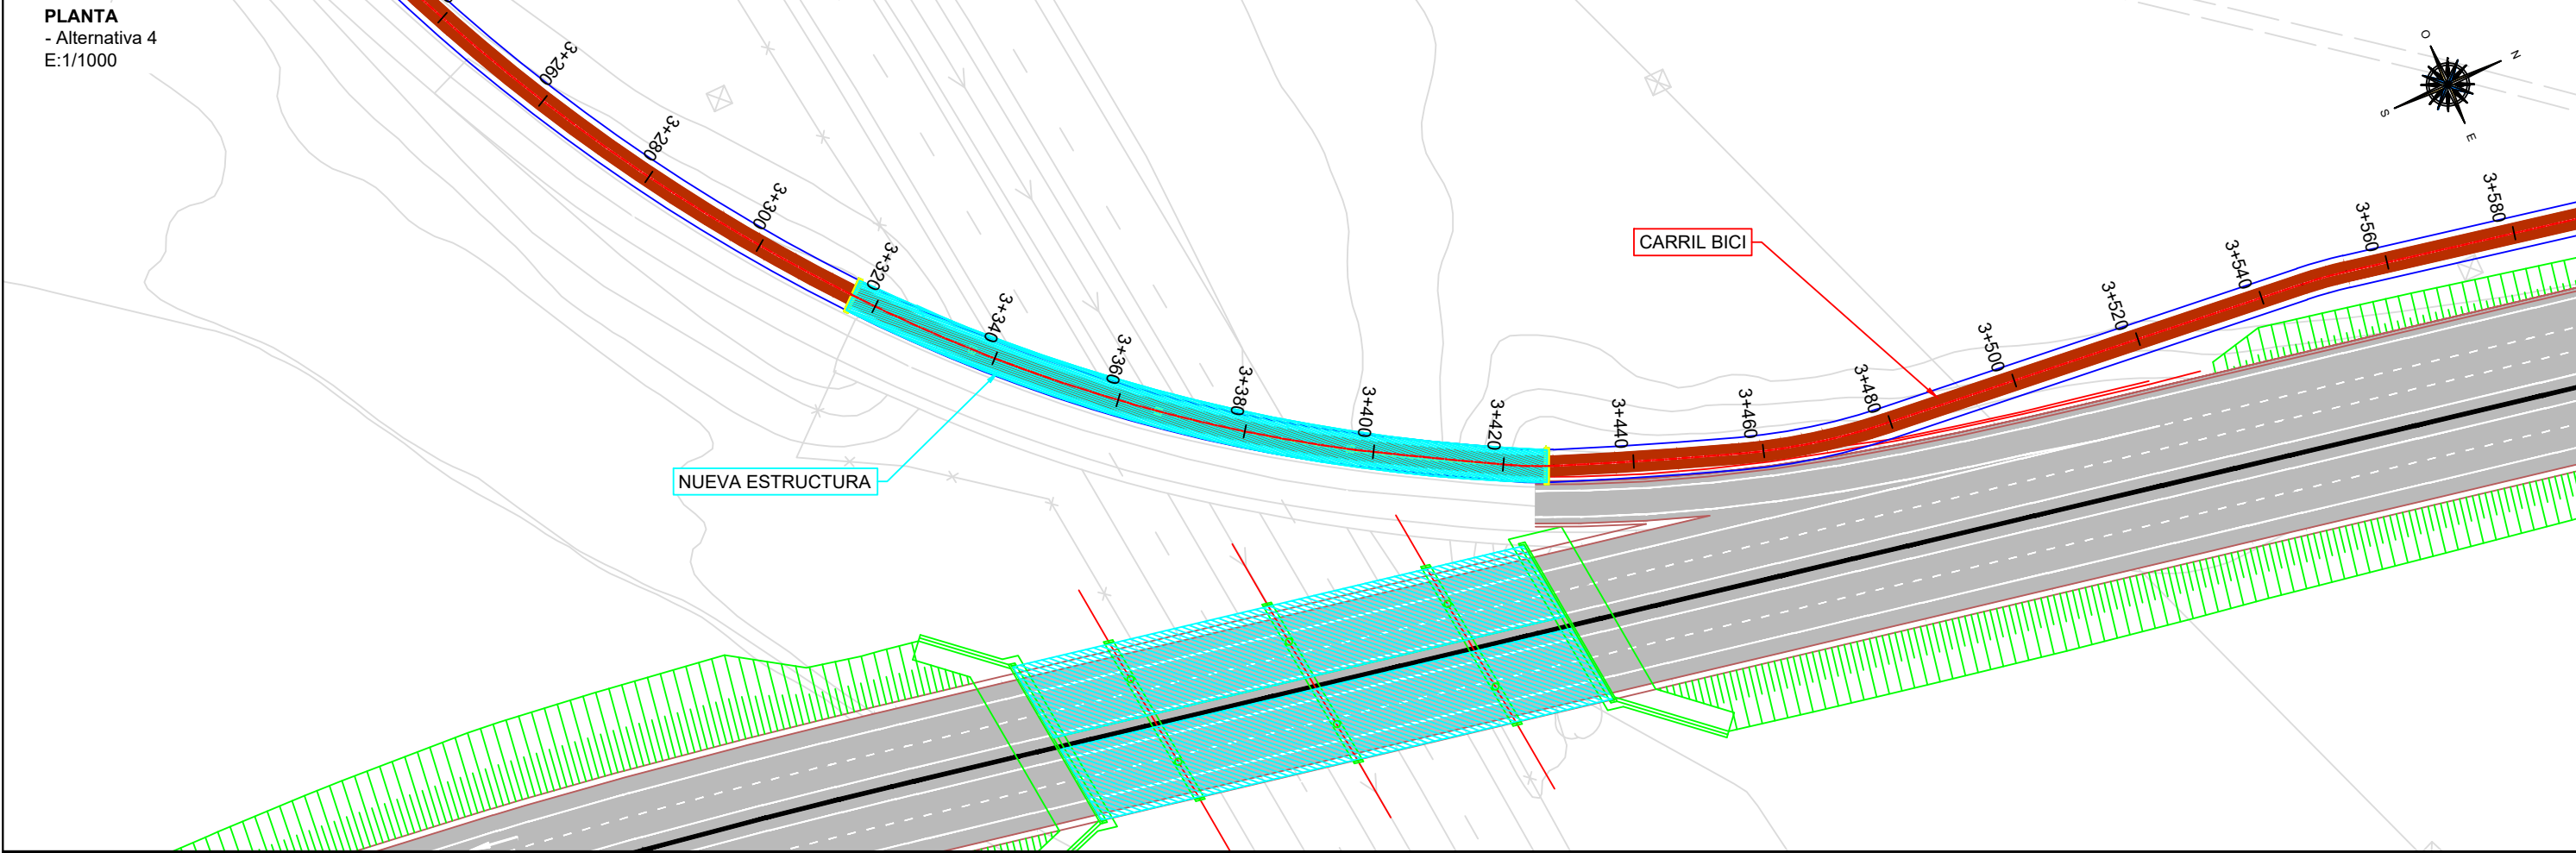 PLANTA
- Alternativa 4
E:1/1000
3+260
3+280
3+300
3+320
3+340
3+360
3+380
3+400
3+420
3+440
3+460
3+480
3+500
3+520
3+540
3+560
3+580
CARRIL BICI
NUEVA ESTRUCTURA
O
N
S
E